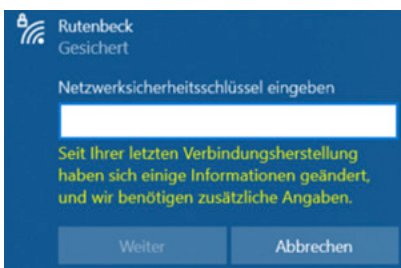 Rutenbeck
Gesichert
Netzwerksicherheitsschlüssel eingeben
Seit Ihrer letzten Verbindungsherstellung
haben sich einige Informationen geändert,
und wir benötigen zusätzliche Angaben.
Weiter
Abbrechen